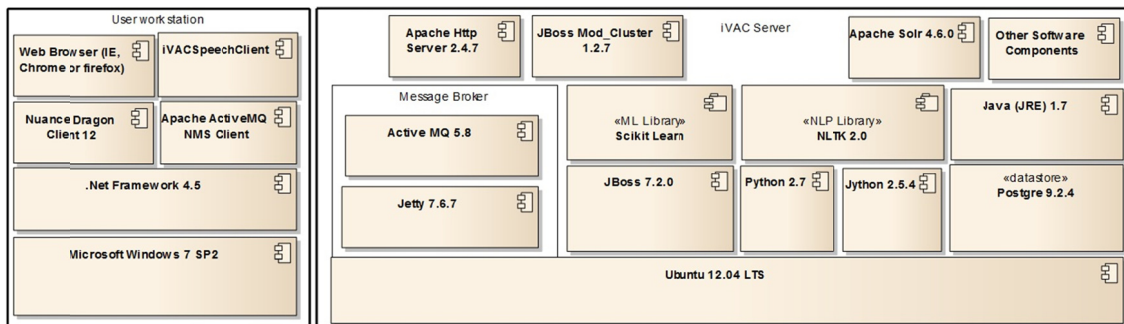 User workstation
Web Browser (IE,
Chrome or firefox)
iVACSpeechClient
Nuance Dragon
Client 12
Apache ActiveMQ
NMS Client
.Net Framework 4.5
Microsoft Windows 7 SP2
iVAC Server
Apache Http
Server 2.4.7
JBoss Mod_Cluster
1.2.7
Apache Solr 4.6.0
Other Software
Components
Message Broker
Active MQ 5.8
Jetty 7.6.7
«ML Library»
Scikit Learn
«NLP Library»
NLTK 2.0
Java (JRE) 1.7
JBoss 7.2.0
Python 2.7
Jython 2.5.4
«datastore»
Postgre 9.2.4
Ubuntu 12.04 LTS